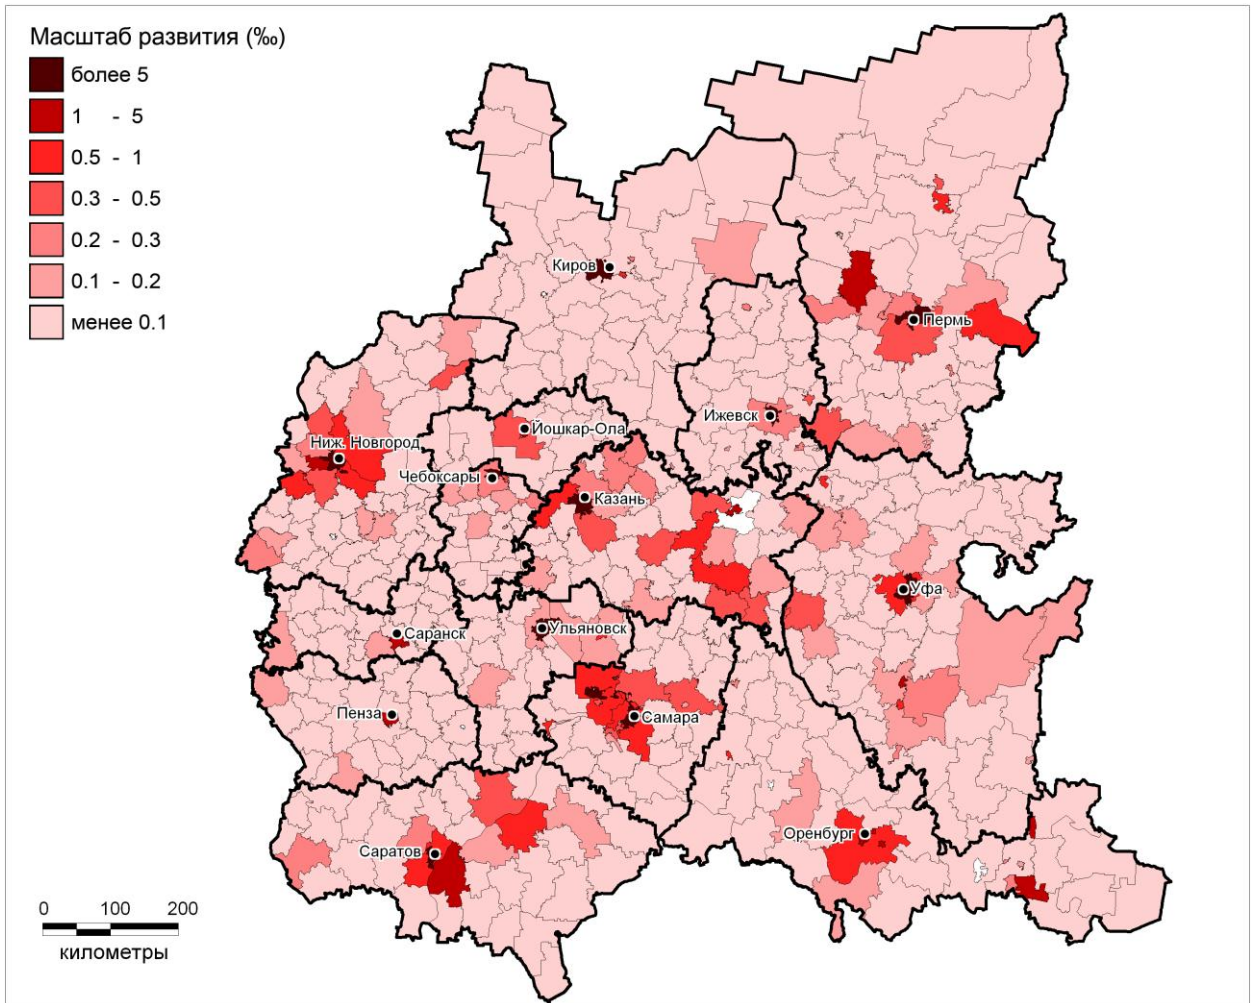 Масштаб развития (‰)
более 5
1 - 5
0.5 - 1
0.3 - 0.5
0.2 - 0.3
0.1 - 0.2
менее 0.1
Киров
Пермь
Ижевск
Йошкар-Ола
Ниж. Новгород
Чебоксары
Казань
Уфа
Ульяновск
Саранск
Пенза
Самара
Оренбург
Саратов
0 100 200
километры